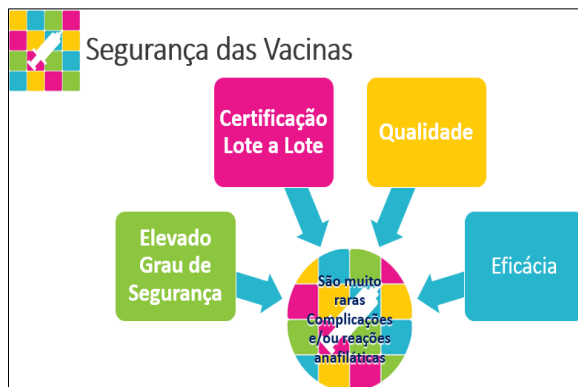 Segurança das Vacinas
Certificação
Lote a Lote
Qualidade
Elevado
Grau de
Segurança
Eficácia
São muito
raras
Complicações
e/ou reações
anafiláticas